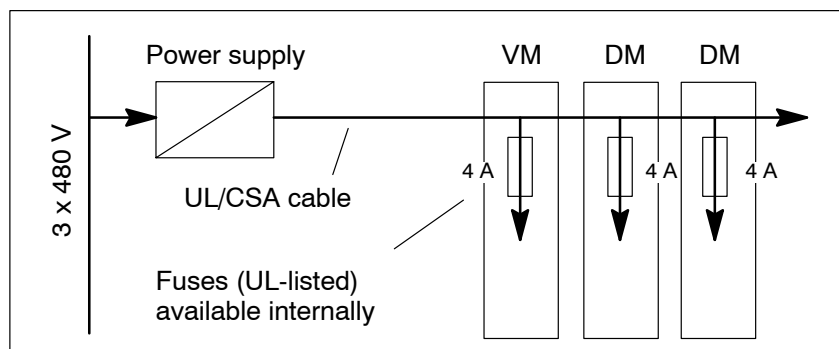 Power supply
VM
DM
DM
3 x 480 V
4 A
4 A
4 A
UL/CSA cable
Fuses (UL-listed)
available internally